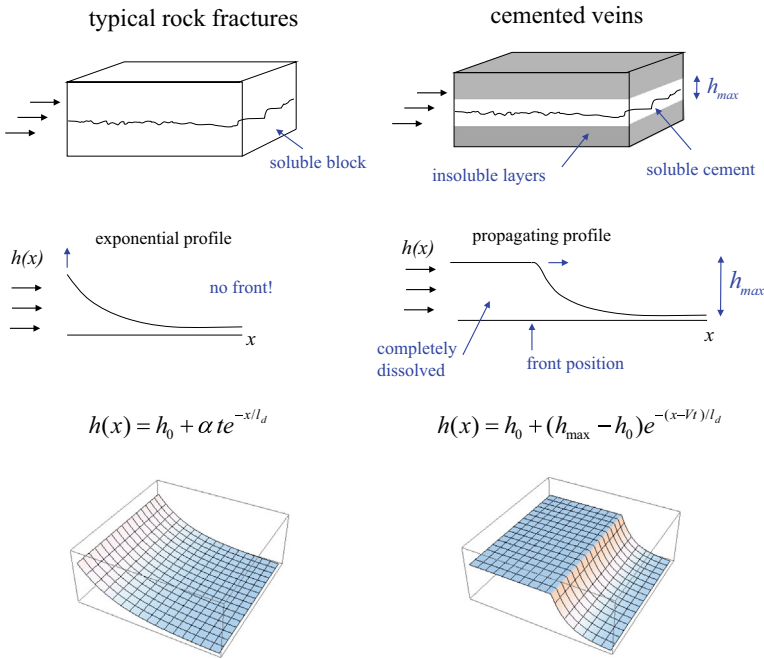 typical rock fractures
cemented veins
h_max
soluble block
insoluble layers
soluble cement
exponential profile
h(x)
no front!
x
propagating profile
h(x)
h_max
x
completely
dissolved
front position
h(x) = h_0 + α t e^{-x/l_d}
h(x) = h_0 + (h_max − h_0) e^{-(x-Vt)/l_d}